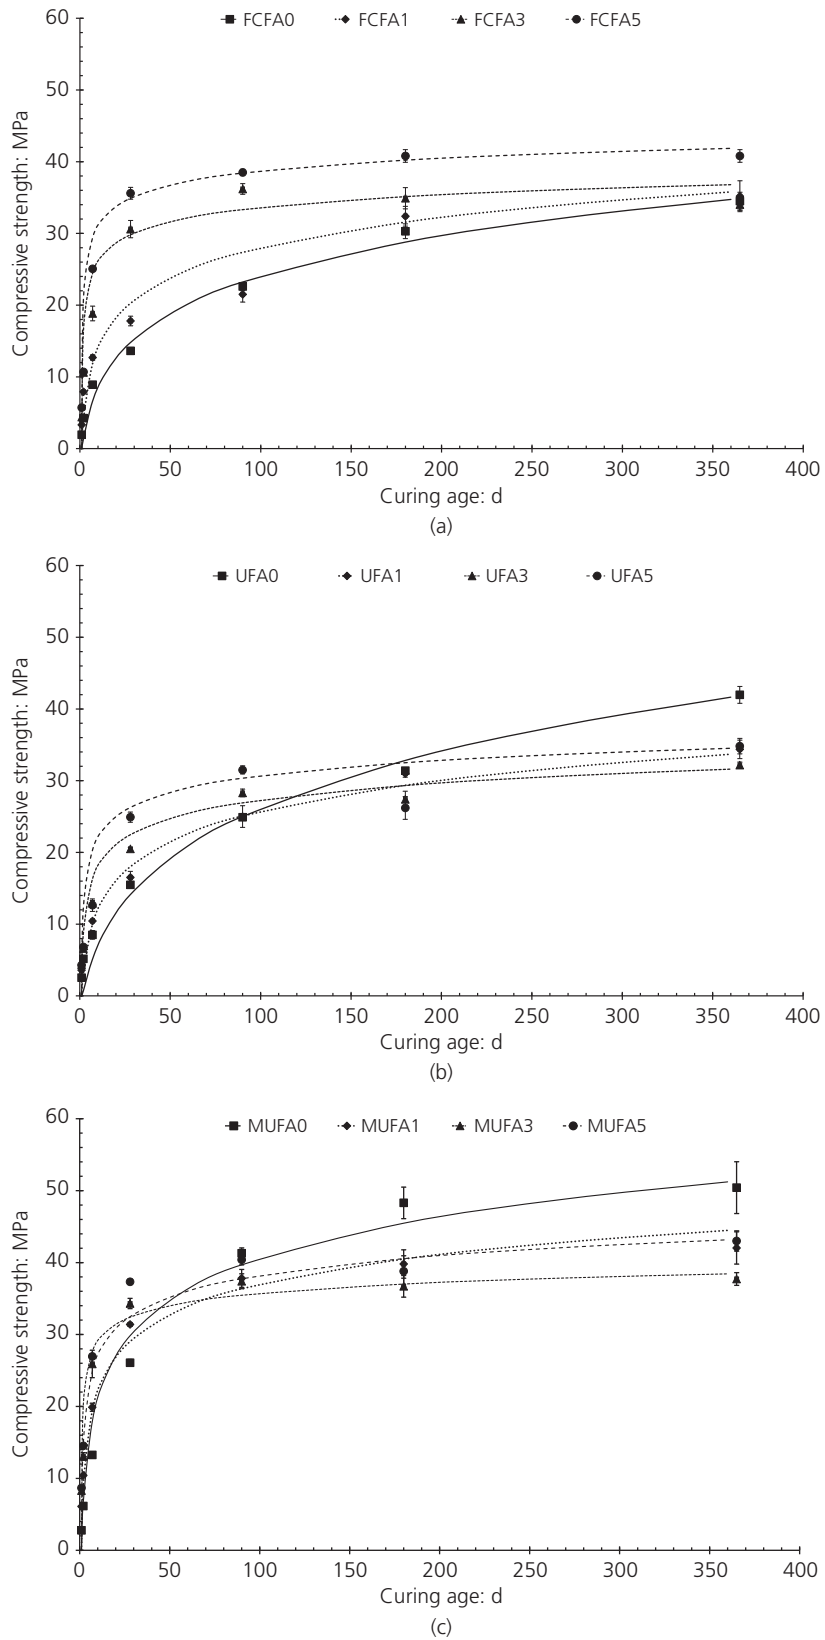 FCFA0 FCFA1 FCFA3 FCFA5
60
50
40
30
20
10
0
Compressive strength: MPa
0 50 100 150 200 250 300 350 400
Curing age: d
(a)
UFA0 UFA1 UFA3 UFA5
60
50
40
30
20
10
0
Compressive strength: MPa
0 50 100 150 200 250 300 350 400
Curing age: d
(b)
MUFA0 MUFA1 MUFA3 MUFA5
60
50
40
30
20
10
0
Compressive strength: MPa
0 50 100 150 200 250 300 350 400
Curing age: d
(c)